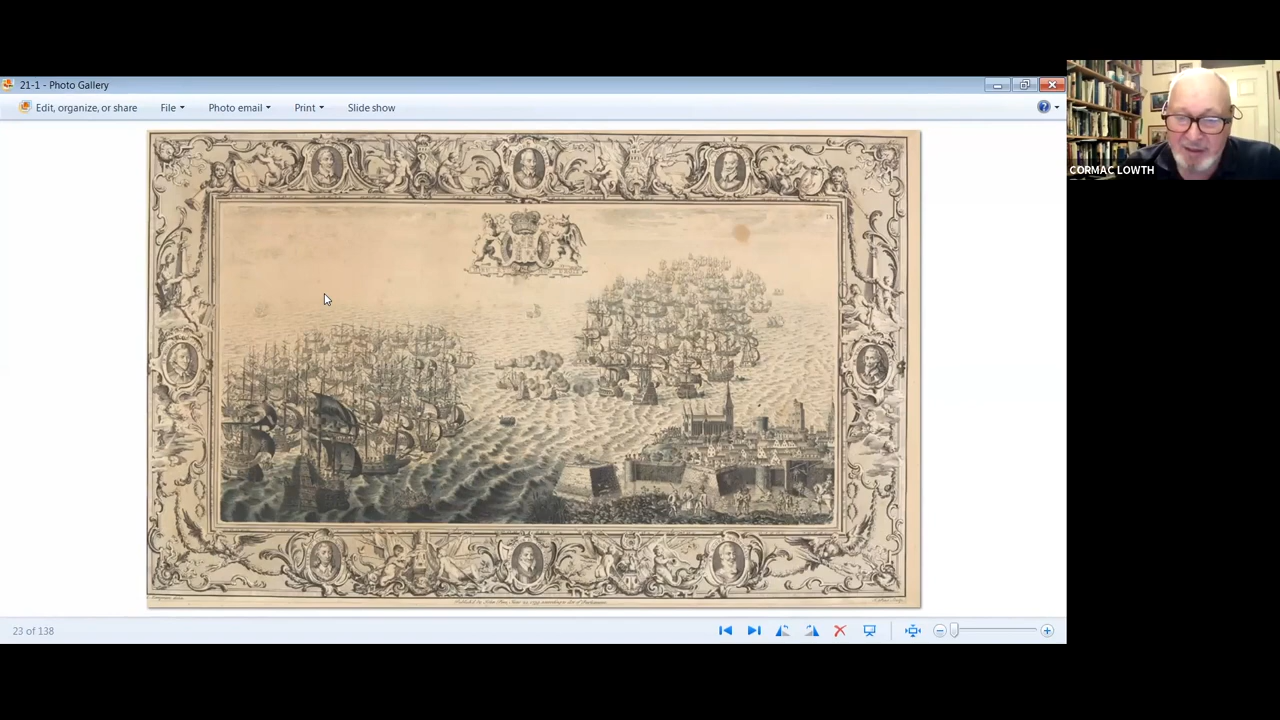 21-1 - Photo Gallery
Edit, organize, or share File Photo email Print Slide show
CORMAC LOWTH
IX
23 of 138